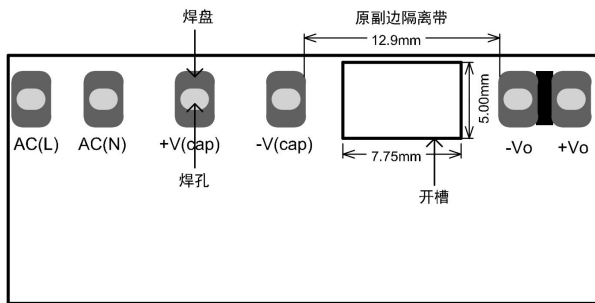 焊盘
原副边隔离带
12.9mm
5.00mm
AC(L)
AC(N)
+V(cap)
-V(cap)
-Vo
+Vo
7.75mm
焊孔
开槽